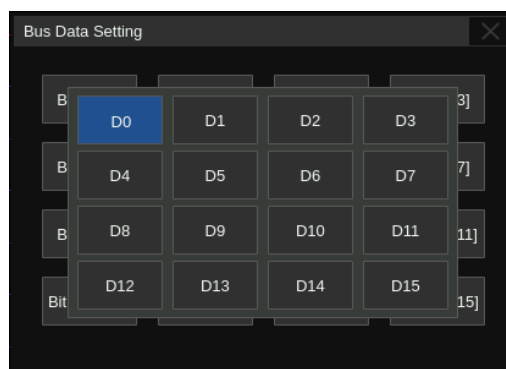 Bus Data Setting
B 3]
D0 D1 D2 D3
B 7]
D4 D5 D6 D7
B 11]
D8 D9 D10 D11
Bit 15]
D12 D13 D14 D15